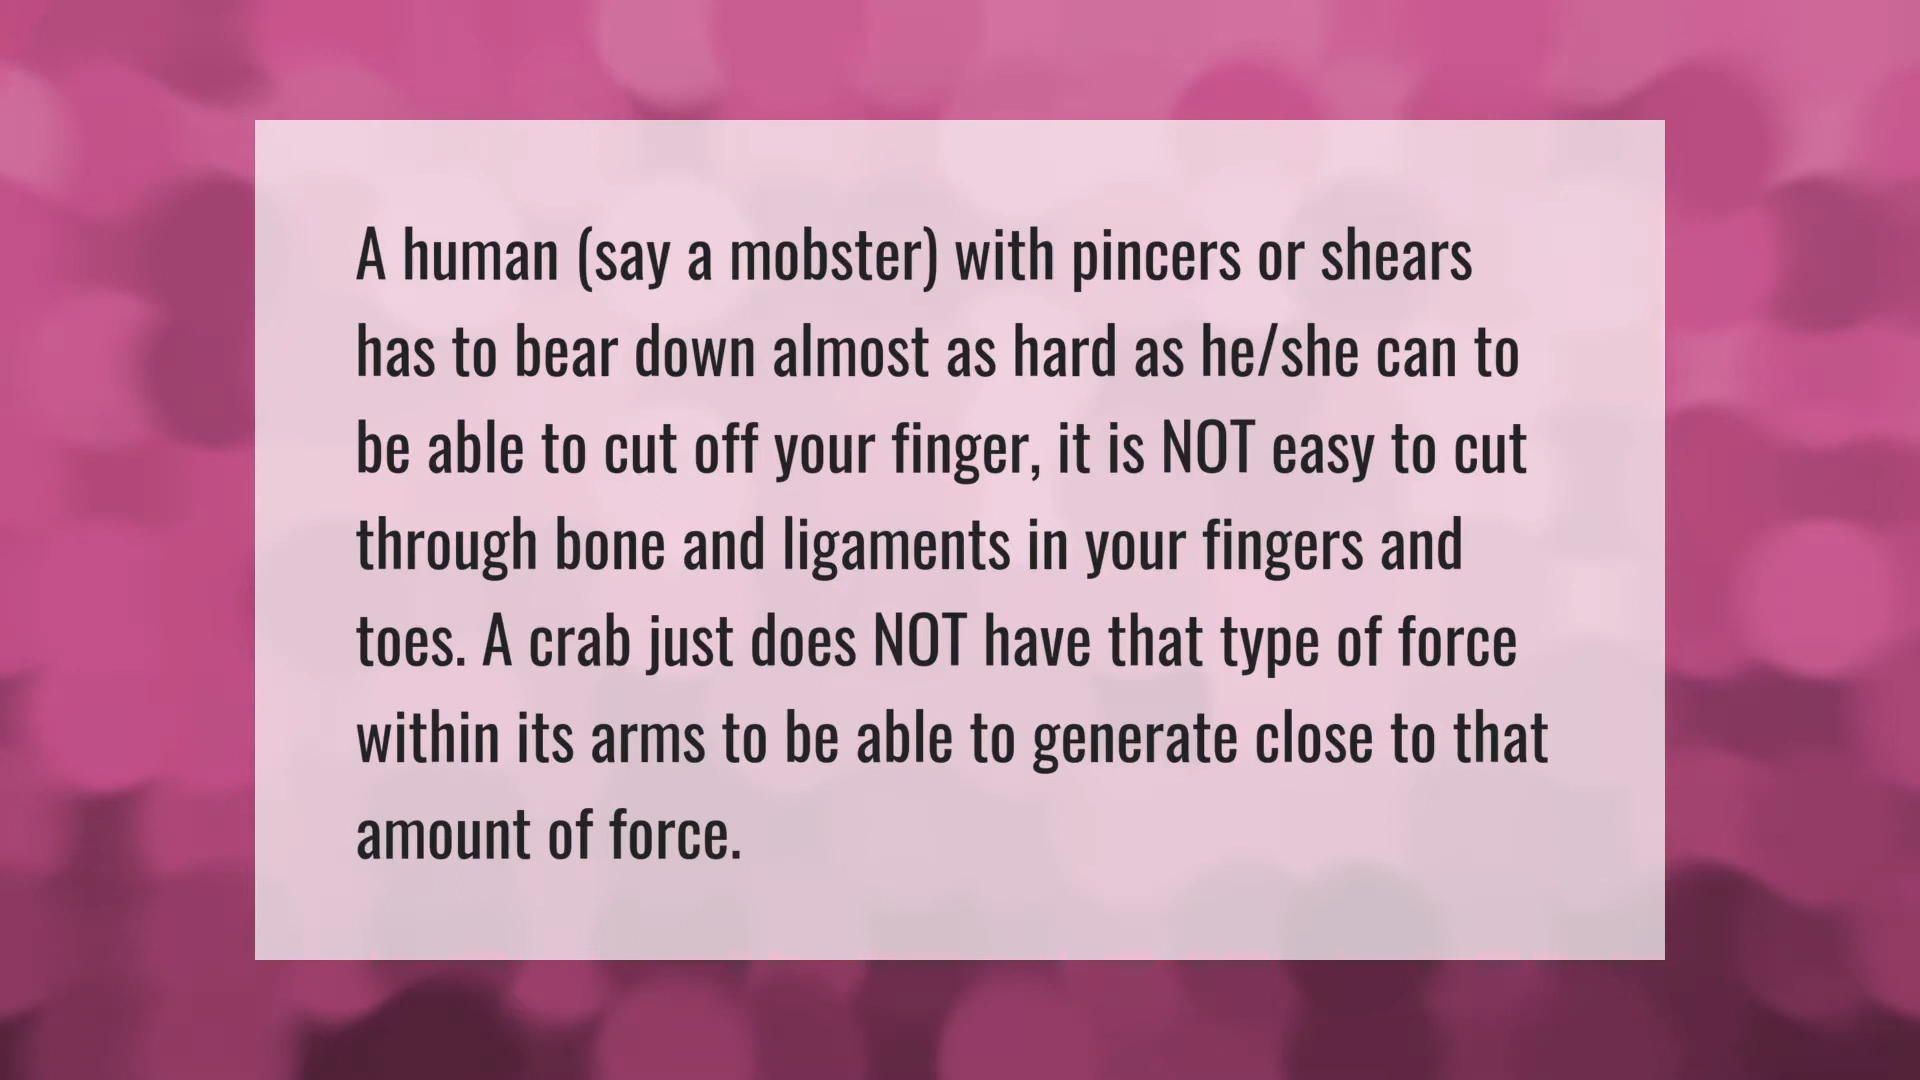 A human (say a mobster) with pincers or shears
has to bear down almost as hard as he/she can to
be able to cut off your finger, it is NOT easy to cut
through bone and ligaments in your fingers and
toes. A crab just does NOT have that type of force
within its arms to be able to generate close to that
amount of force.